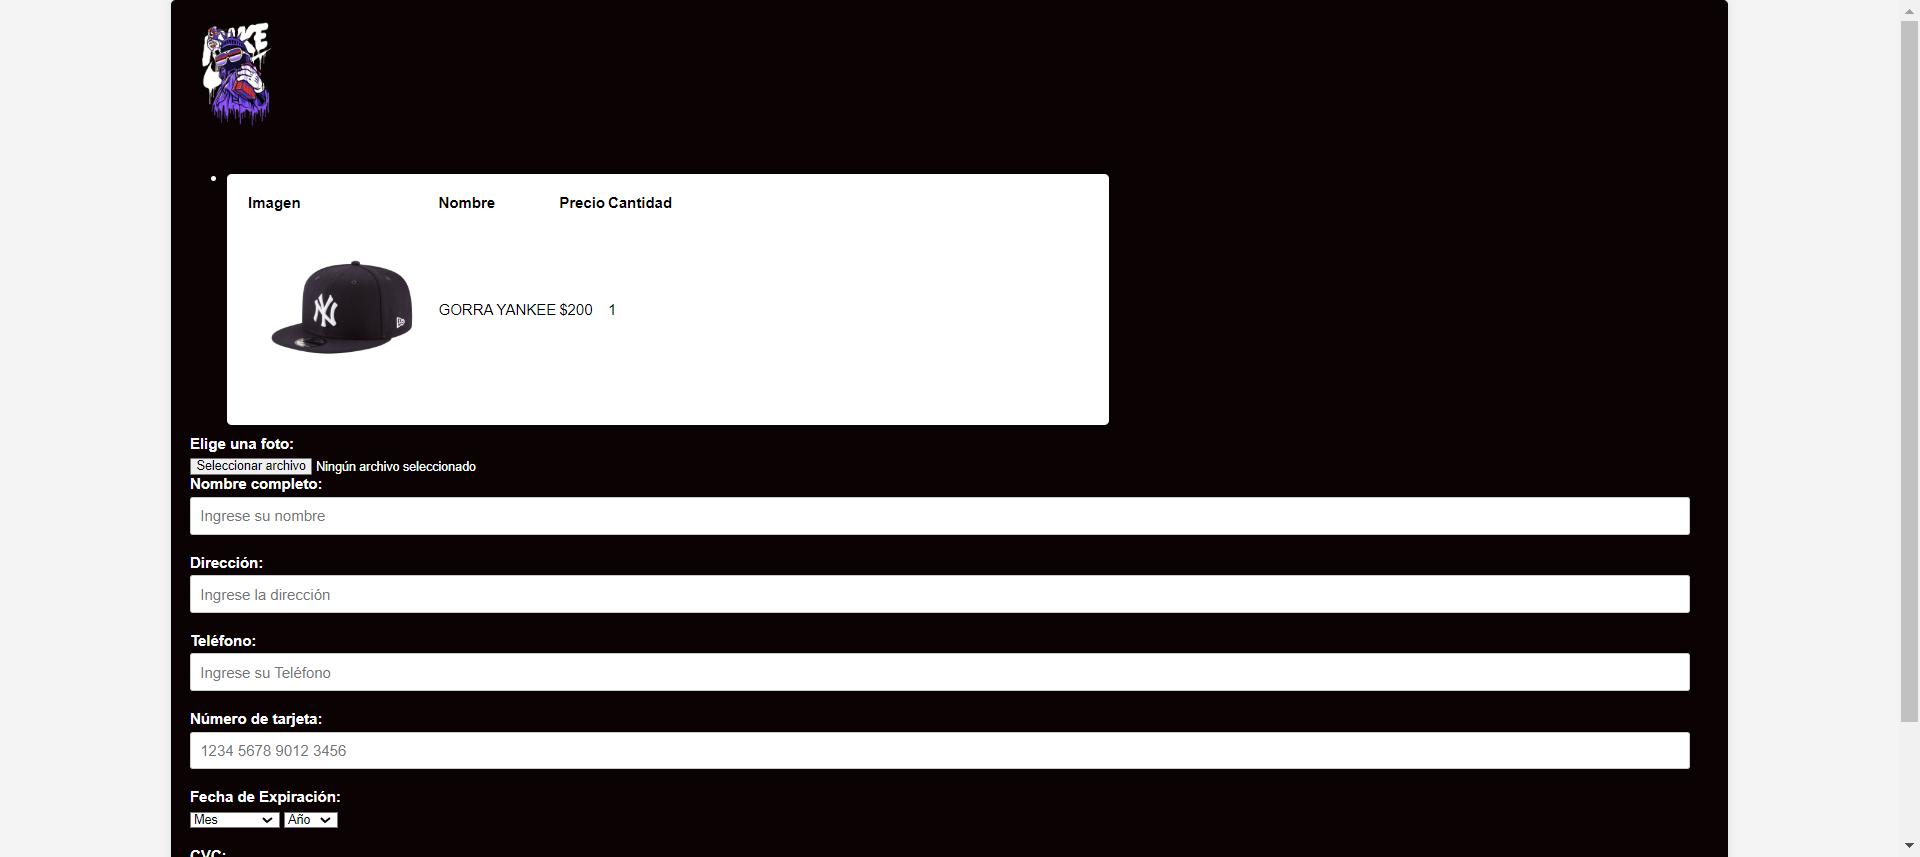 Imagen Nombre Precio Cantidad
NY
GORRA YANKEE $200 1
Elige una foto:
Seleccionar archivo Ningún archivo seleccionado
Nombre completo:
Ingrese su nombre
Dirección:
Ingrese la dirección
Teléfono:
Ingrese su Teléfono
Número de tarjeta:
1234 5678 9012 3456
Fecha de Expiración:
Mes Año
CVC: